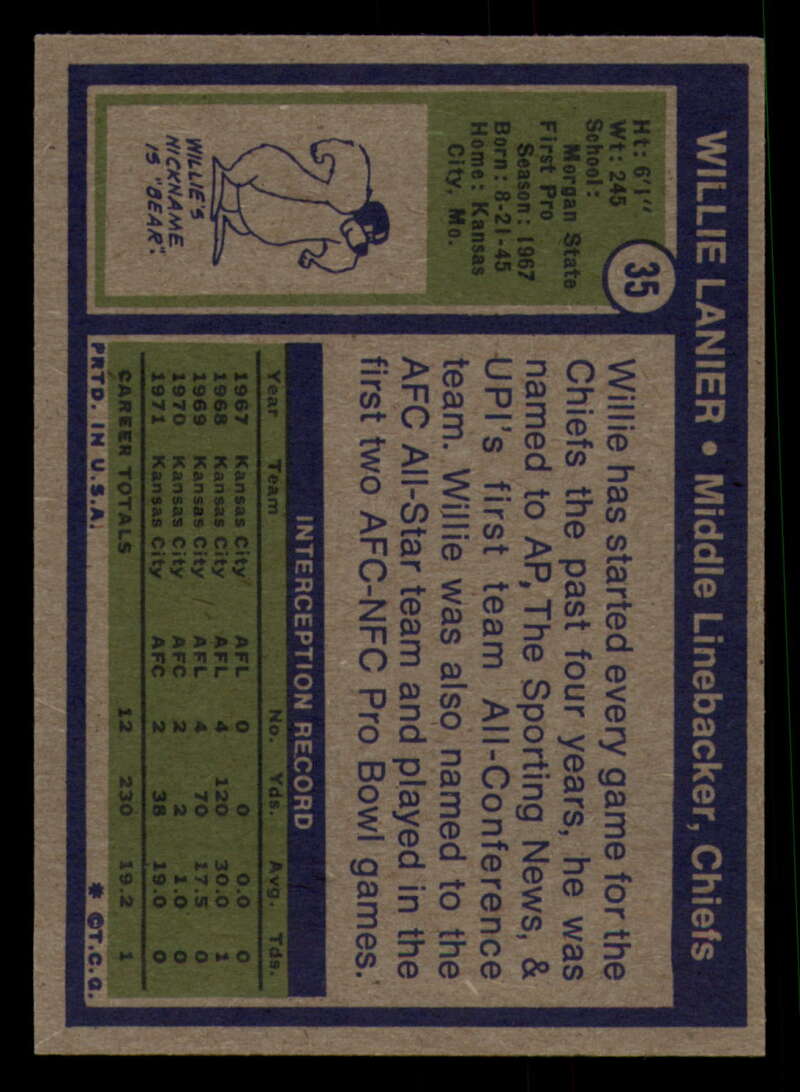 WILLIE LANIER • Middle Linebacker, Chiefs
35
Ht: 6'1"
Wt: 245
School:
Morgan State
First Pro
Season: 1967
Born: 8-21-45
Home: Kansas
City, Mo.
WILLIE'S
NICKNAME
IS "BEAR".
Willie has started every game for the
Chiefs the past four years, he was
named to AP, The Sporting News, &
UPI's first team All-Conference
team. Willie was also named to the
AFC All-Star team and played in the
first two AFC-NFC Pro Bowl games.
INTERCEPTION RECORD
Year Team No. Yds. Avg. Tds.
1967 Kansas City AFL 0 0 0.0 0
1968 Kansas City AFL 4 120 30.0 1
1969 Kansas City AFL 4 70 17.5 0
1970 Kansas City AFC 2 2 1.0 0
1971 Kansas City AFC 2 38 19.0 0
CAREER TOTALS 12 230 19.2 1
PRTD. IN U.S.A. * ©T.C.G.